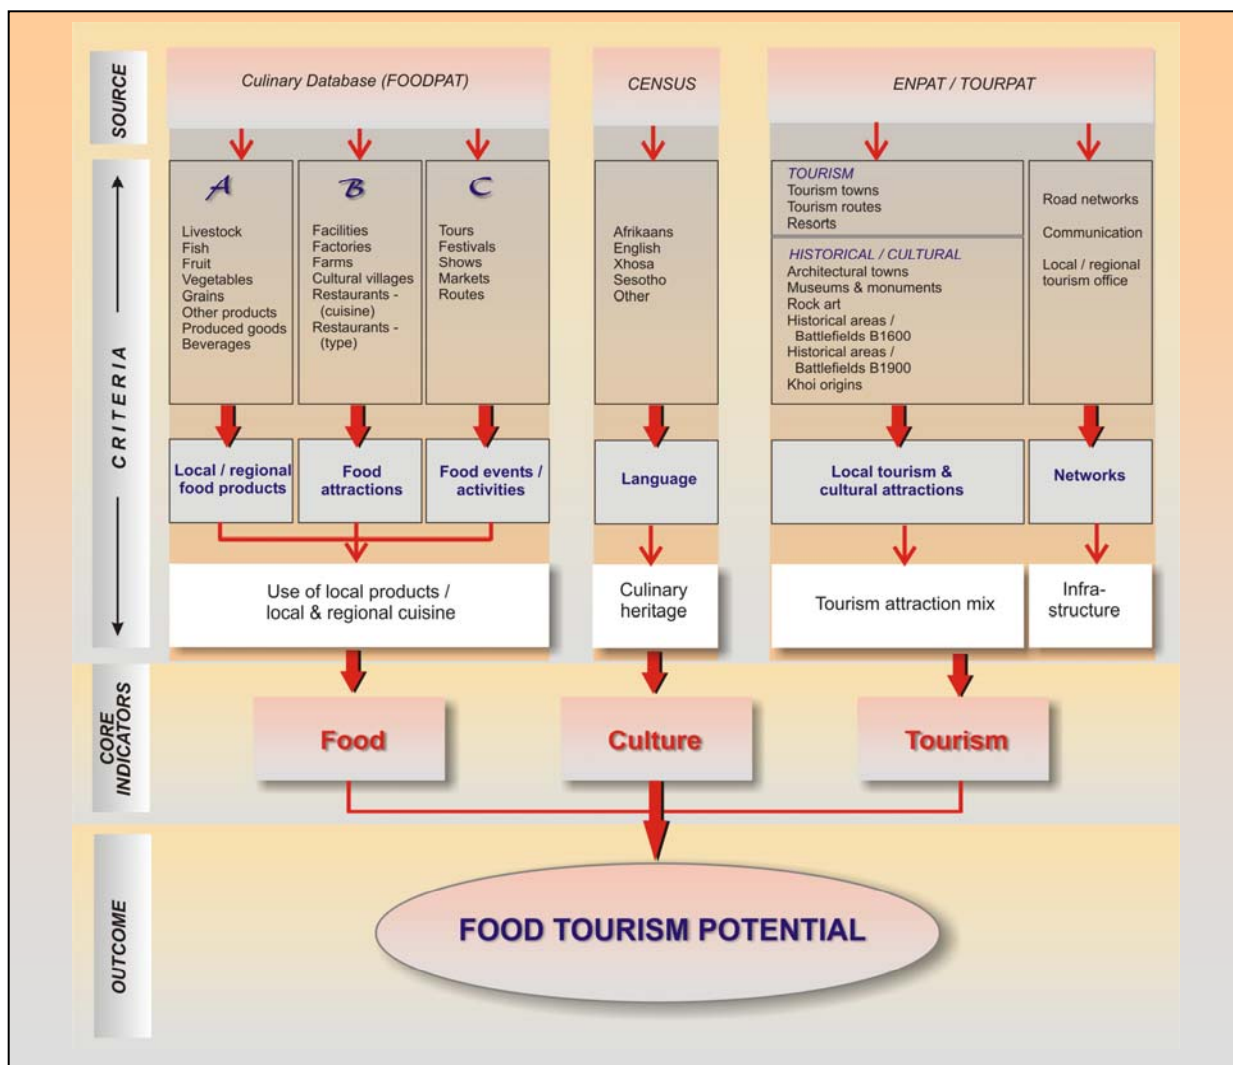 SOURCE
Culinary Database (FOODPAT)
CENSUS
ENPAT / TOURPAT
CRITERIA
A
Livestock
Fish
Fruit
Vegetables
Grains
Other products
Produced goods
Beverages
B
Facilities
Factories
Farms
Cultural villages
Restaurants -
(cuisine)
Restaurants -
(type)
C
Tours
Festivals
Shows
Markets
Routes
Afrikaans
English
Xhosa
Sesotho
Other
TOURISM
Tourism towns
Tourism routes
Resorts
HISTORICAL / CULTURAL
Architectural towns
Museums & monuments
Rock art
Historical areas /
Battlefields B1600
Historical areas /
Battlefields B1900
Khoi origins
Road networks
Communication
Local / regional
tourism office
Local / regional
food products
Food
attractions
Food events /
activities
Language
Local tourism &
cultural attractions
Networks
Use of local products /
local & regional cuisine
Culinary
heritage
Tourism attraction mix
Infra-
structure
CORE
INDICATORS
Food
Culture
Tourism
OUTCOME
FOOD TOURISM POTENTIAL